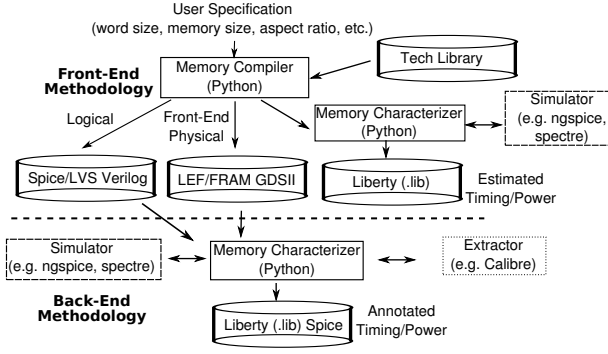 User Specification
(word size, memory size, aspect ratio, etc.)
Front-End
Methodology
Memory Compiler
(Python)
Tech Library
Logical
Front-End
Physical
Memory Characterizer
(Python)
Simulator
(e.g. ngspice,
spectre)
Spice/LVS Verilog
LEF/FRAM GDSII
Liberty (.lib)
Estimated
Timing/Power
Simulator
(e.g. ngspice, spectre)
Memory Characterizer
(Python)
Extractor
(e.g. Calibre)
Back-End
Methodology
Liberty (.lib) Spice
Annotated
Timing/Power